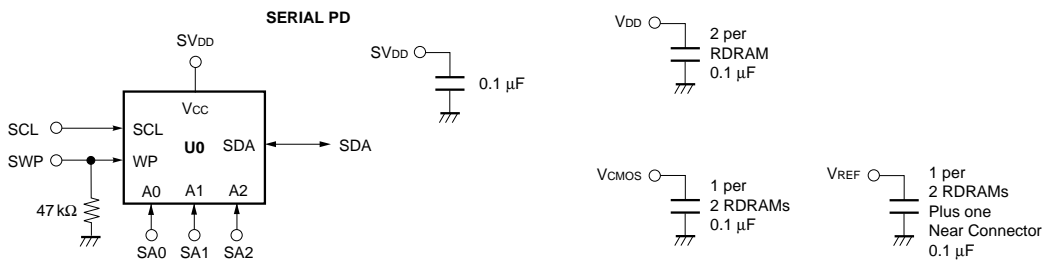 SERIAL PD
SVDD
VCC
SCL
SCL
U0
SDA
SDA
SWP
WP
A0 A1 A2
47 kΩ
SA0 SA1 SA2
SVDD
0.1 µF
VDD
2 per
RDRAM
0.1 µF
VCMOS
1 per
2 RDRAMs
0.1 µF
VREF
1 per
2 RDRAMs
Plus one
Near Connector
0.1 µF